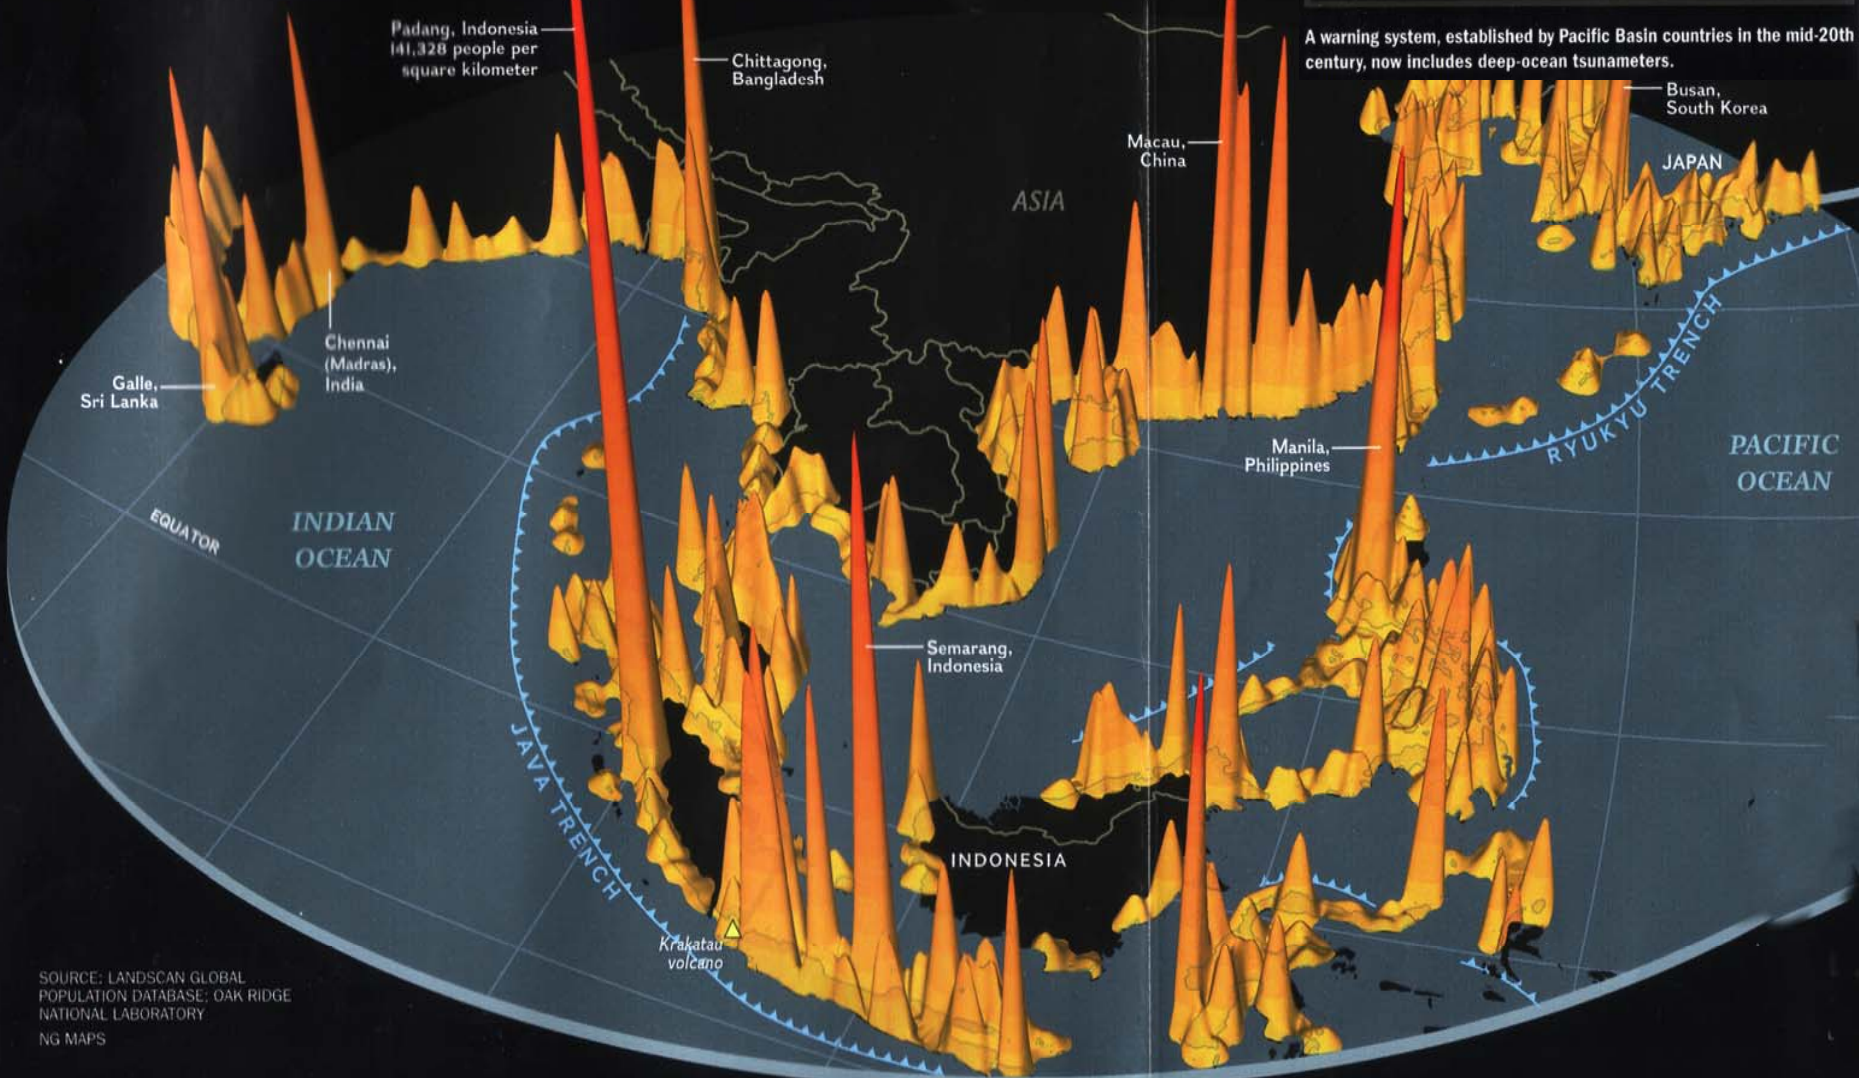 Padang, Indonesia
141,328 people per
square kilometer
Chittagong,
Bangladesh
A warning system, established by Pacific Basin countries in the mid-20th
century, now includes deep-ocean tsunameters.
Busan,
South Korea
Macau,
China
JAPAN
ASIA
Chennai
(Madras),
India
Galle,
Sri Lanka
RYUKYU TRENCH
Manila,
Philippines
PACIFIC
OCEAN
EQUATOR
INDIAN
OCEAN
Semarang,
Indonesia
JAVA TRENCH
INDONESIA
Krakatau
volcano
SOURCE: LANDSCAN GLOBAL
POPULATION DATABASE; OAK RIDGE
NATIONAL LABORATORY
NG MAPS